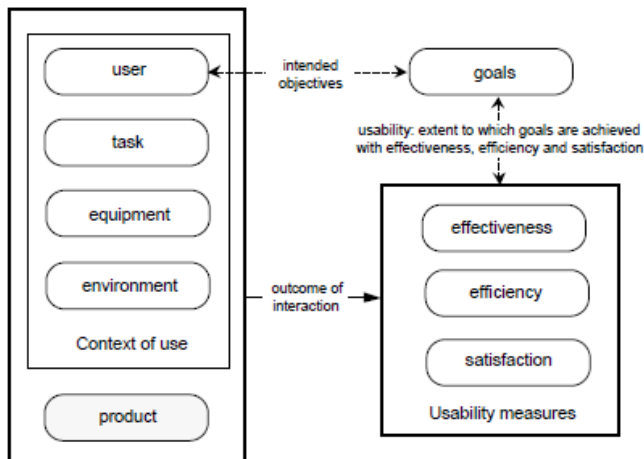 user
intended
objectives
goals
task
usability: extent to which goals are achieved
with effectiveness, efficiency and satisfaction
equipment
effectiveness
environment
outcome of
interaction
efficiency
Context of use
satisfaction
product
Usability measures